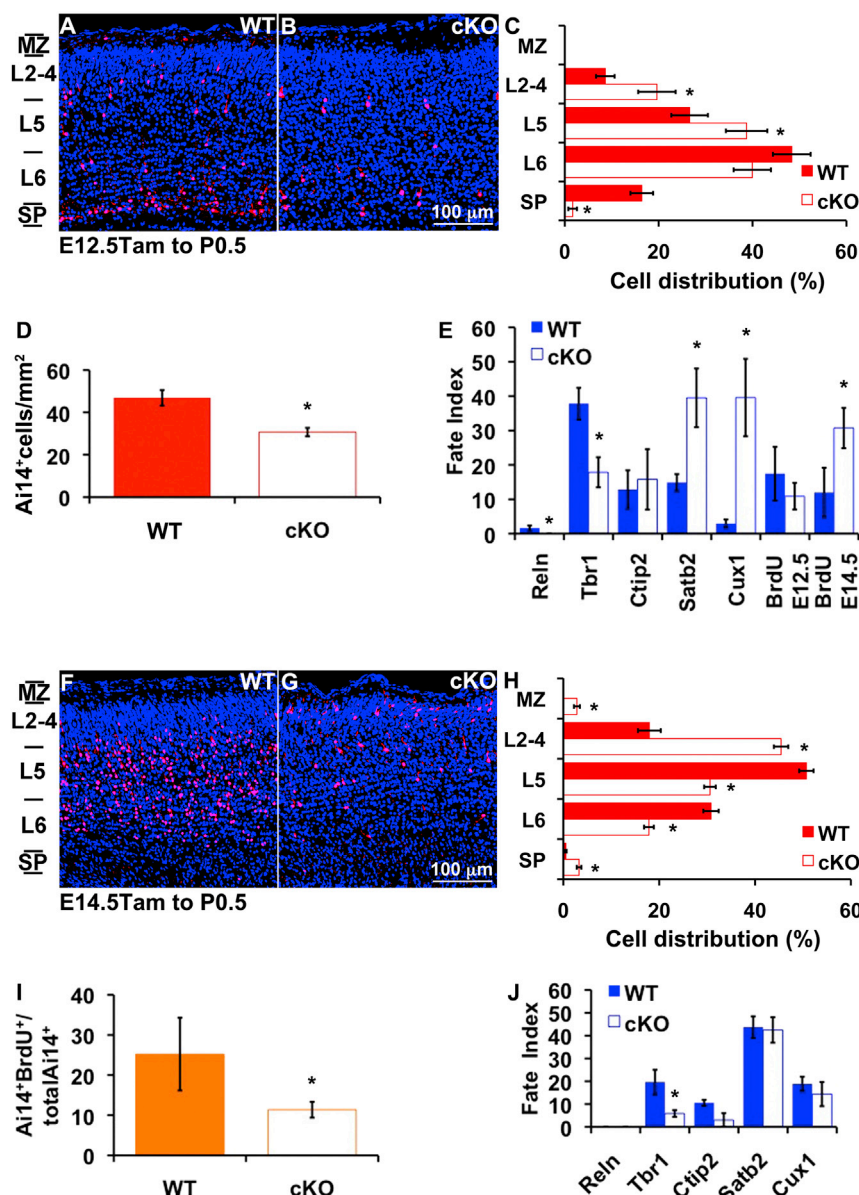 A WT B cKO C
MZ
L2-4
L5
L6
SP
100 µm
E12.5Tam to P0.5
MZ
L2-4
L5
L6
SP
WT
cKO
*
*
*
0 20 40 60
Cell distribution (%)
D
Ai14+cells/mm²
60
40
20
0
*
WT cKO
E
Fate Index
60
50
40
30
20
10
0
WT
cKO
* * * * *
Reln
Tbr1
Ctip2
Satb2
Cux1
BrdU
E12.5
BrdU
E14.5
F WT G cKO H
MZ
L2-4
L5
L6
SP
100 µm
E14.5Tam to P0.5
MZ
L2-4
L5
L6
SP
*
*
*
*
*
WT
cKO
0 20 40 60
Cell distribution (%)
I
Ai14+BrdU+/
totalAi14+
40
30
20
10
0
*
WT cKO
J
Fate Index
60
50
40
30
20
10
0
WT
cKO
*
Reln
Tbr1
Ctip2
Satb2
Cux1